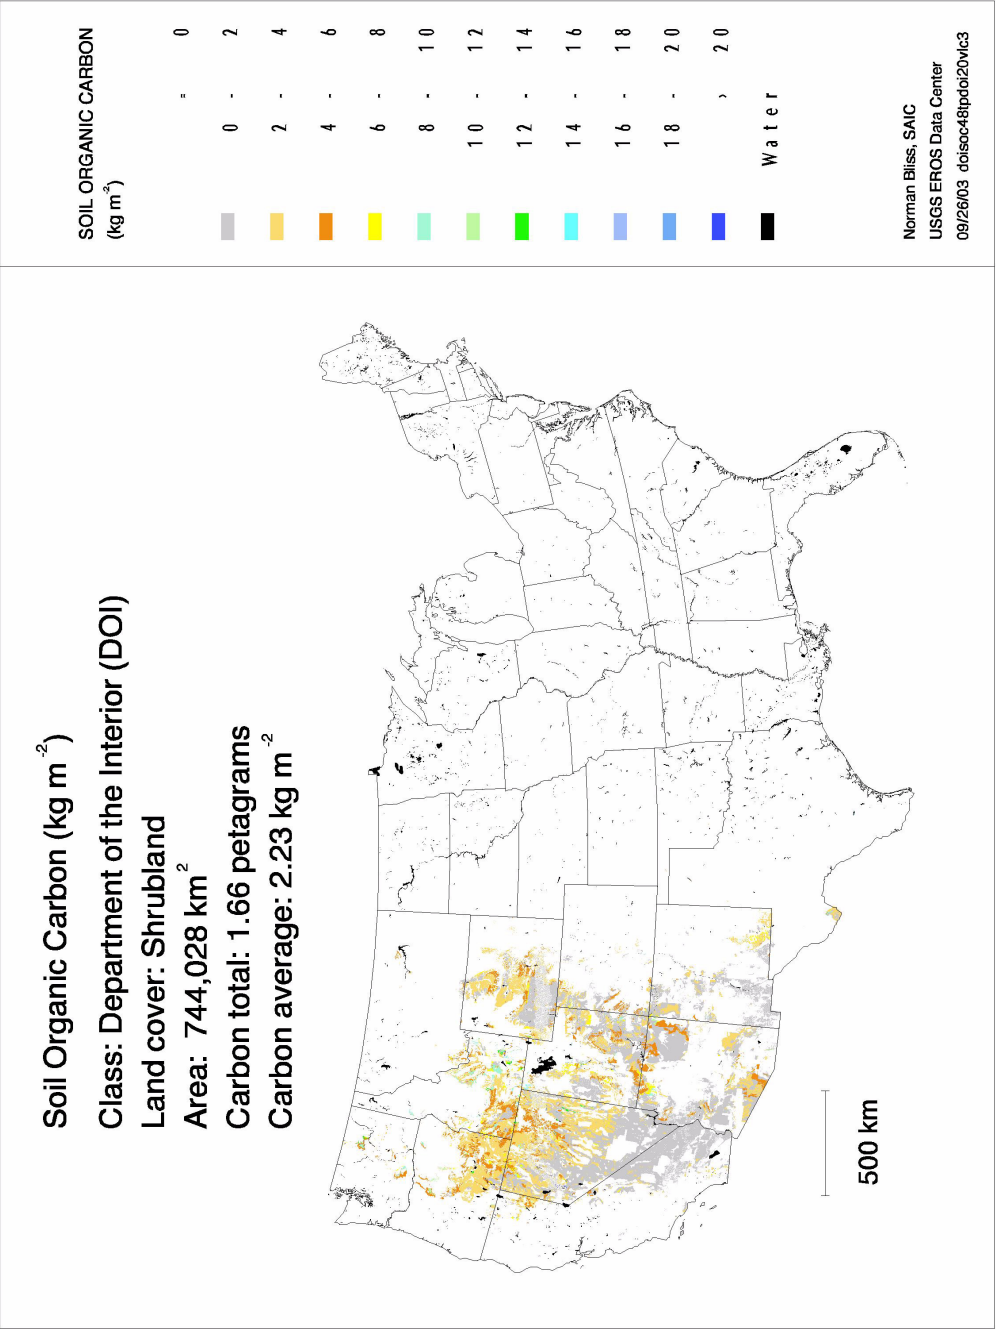 Soil Organic Carbon (kg m⁻²)
Class: Department of the Interior (DOI)
Land cover: Shrubland
Area: 744,028 km²
Carbon total: 1.66 petagrams
Carbon average: 2.23 kg m⁻²
500 km
SOIL ORGANIC CARBON
(kg m⁻²)
= 0
0 - 2
2 - 4
4 - 6
6 - 8
8 - 10
10 - 12
12 - 14
14 - 16
16 - 18
18 - 20
> 20
Water
Norman Bliss, SAIC
USGS EROS Data Center
09/26/03 doisoc48tpdoi20vlc3